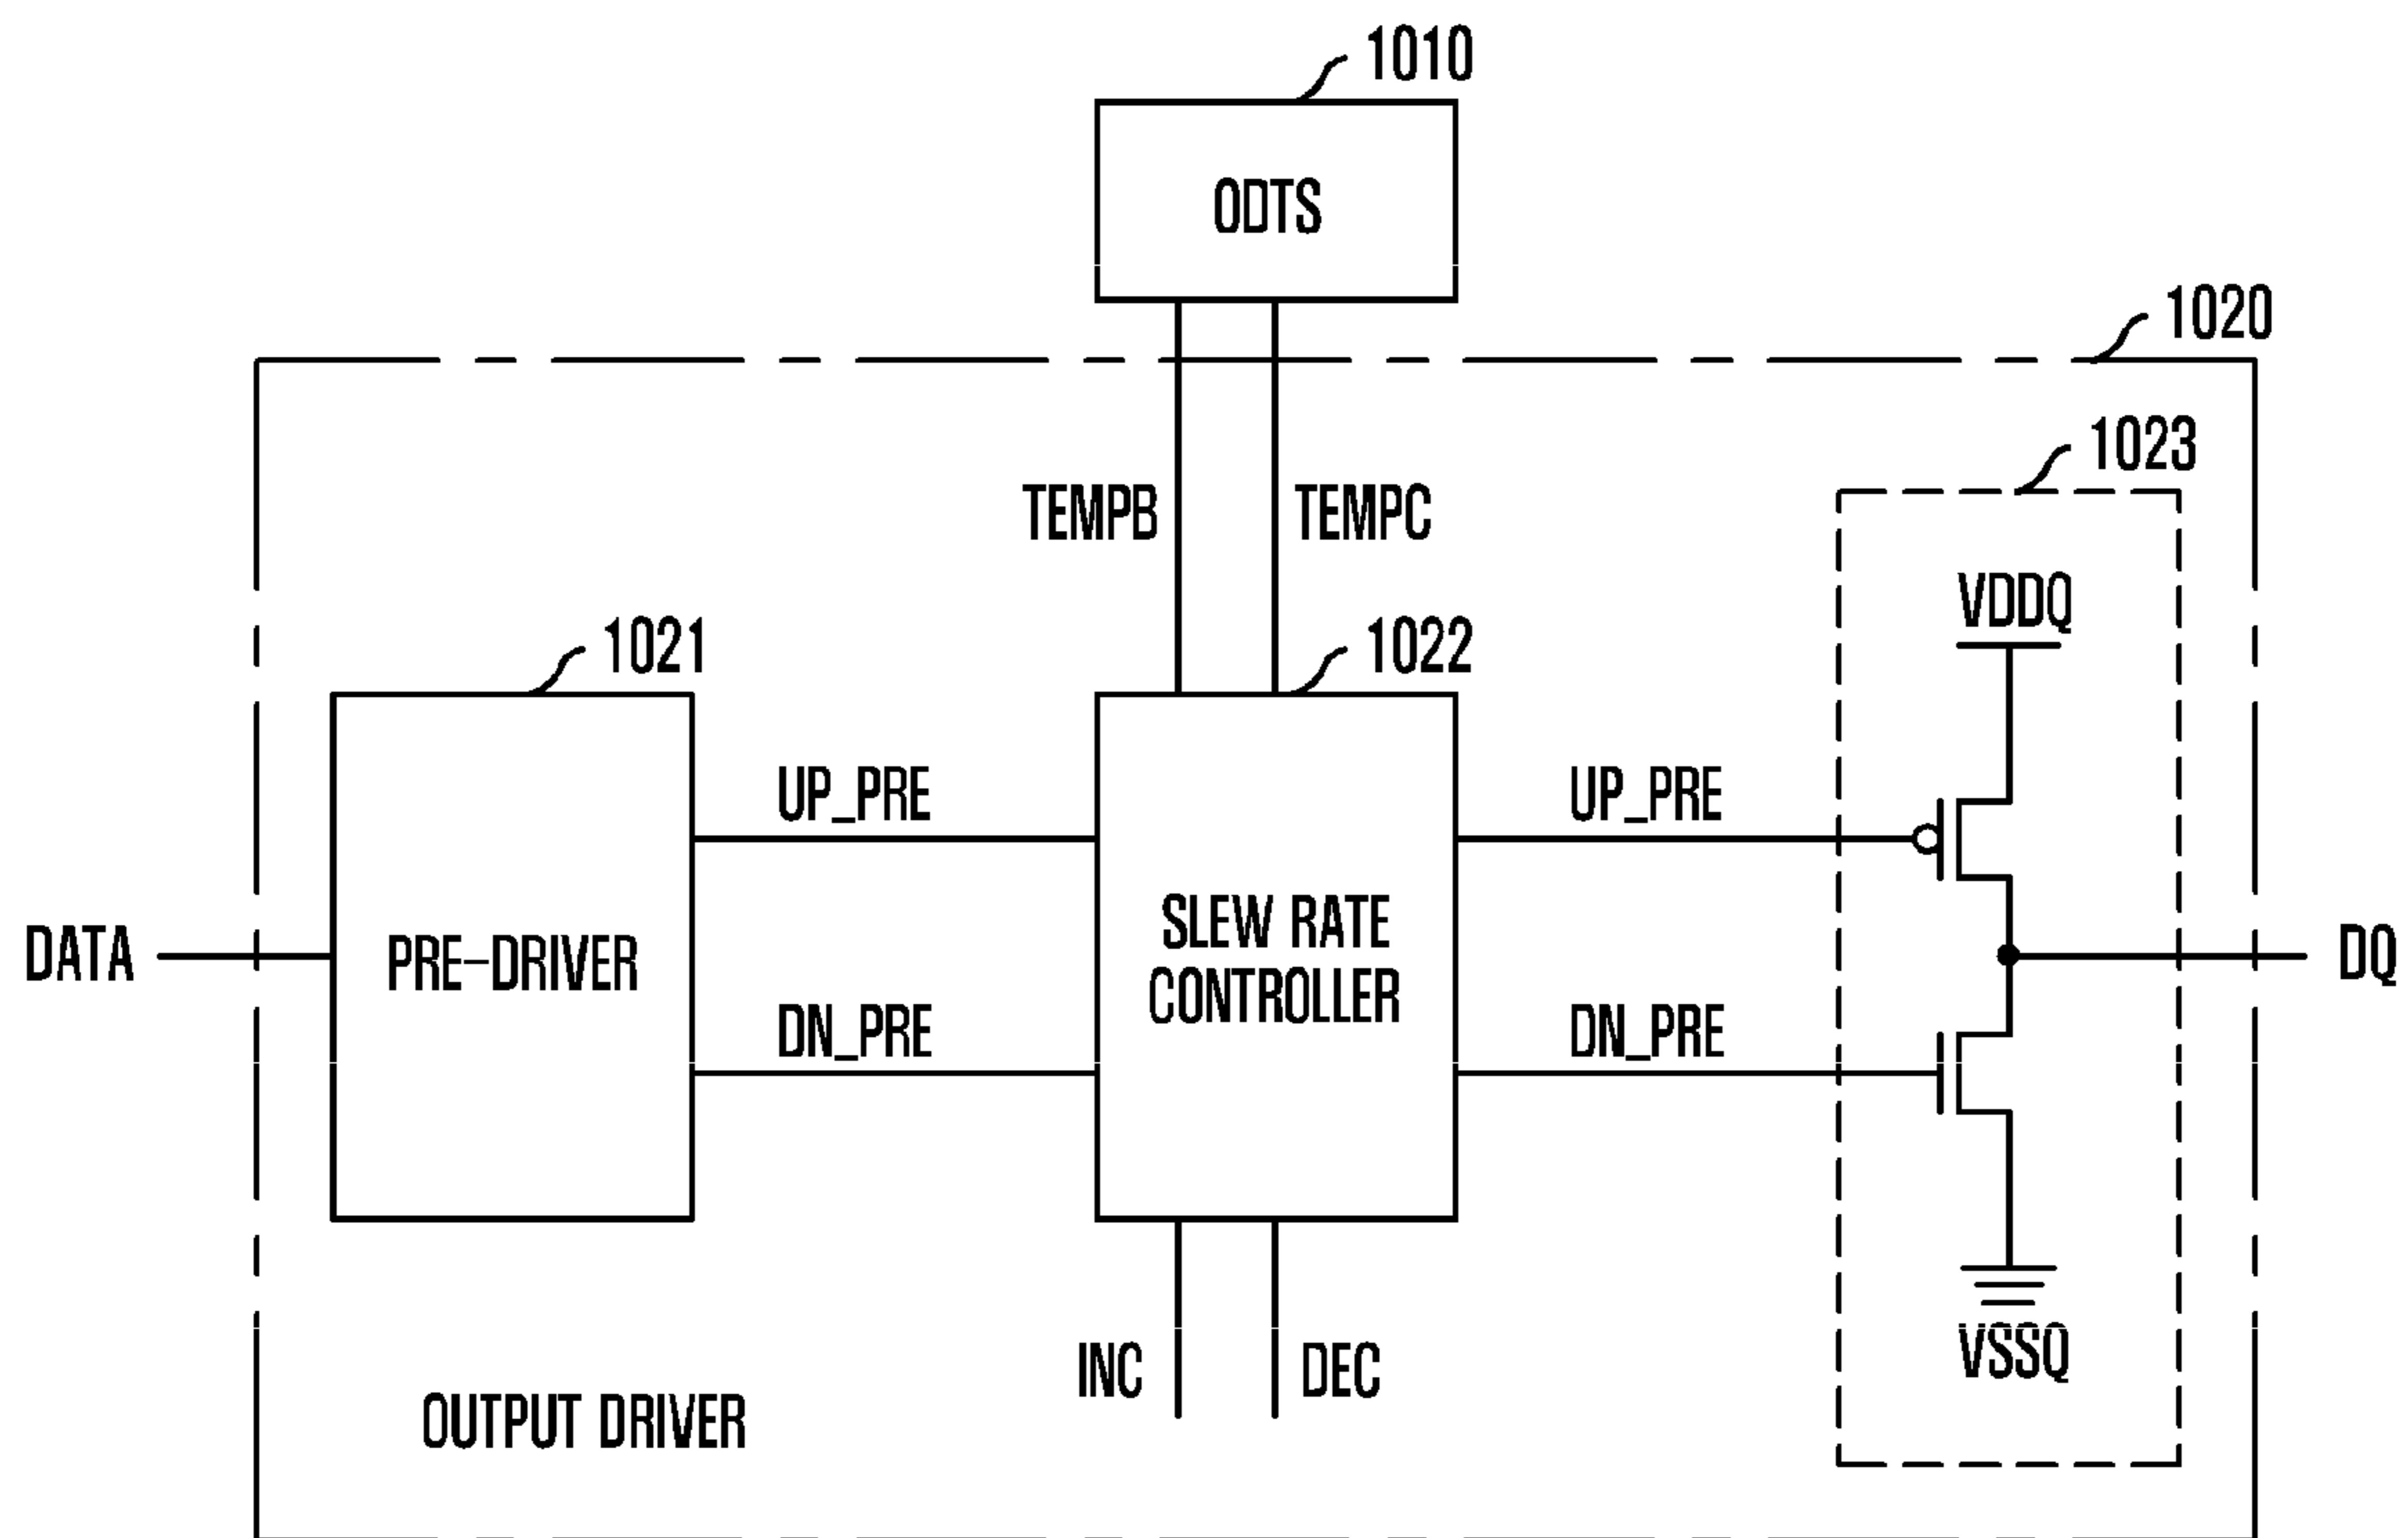 1010
ODTS
1020
1023
TEMPB
TEMPC
VDDQ
1021
1022
UP_PRE
UP_PRE
DATA
PRE-DRIVER
SLEW RATE
CONTROLLER
DQ
DN_PRE
DN_PRE
INC
DEC
VSSQ
OUTPUT DRIVER